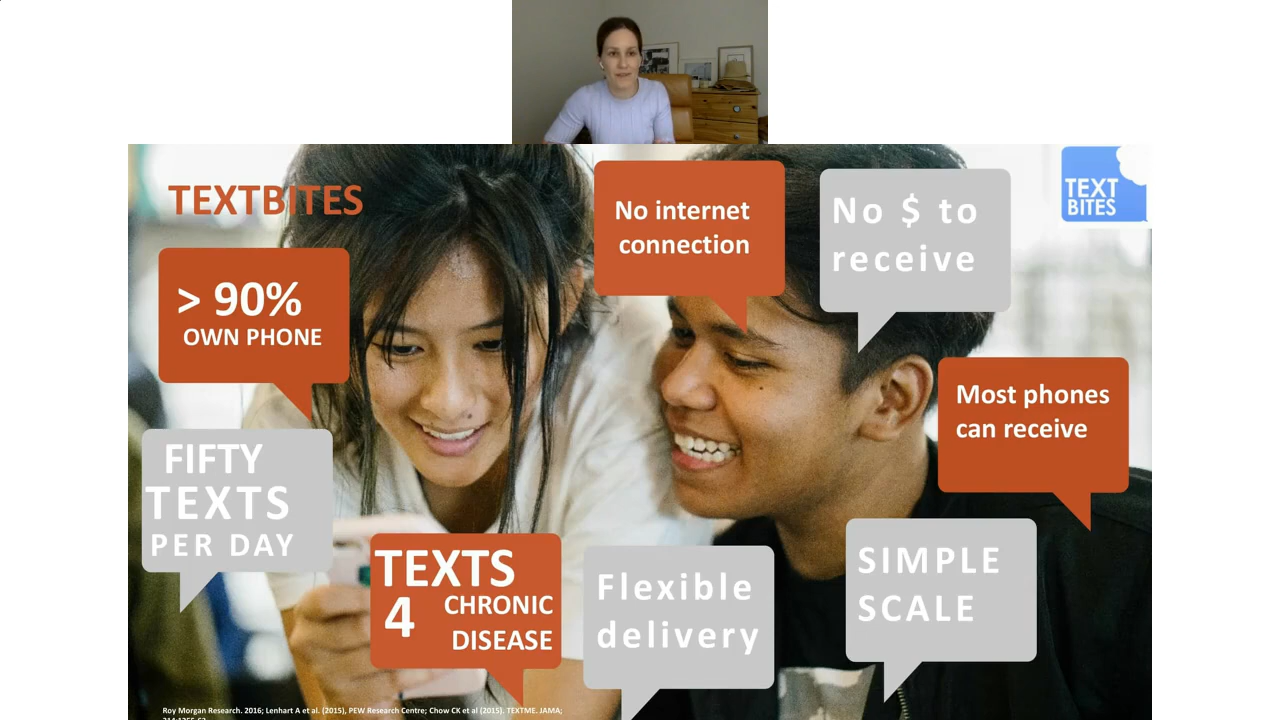 TEXTBITES
TEXT
BITES
No internet
connection
No $ to
receive
> 90%
OWN PHONE
Most phones
can receive
FIFTY
TEXTS
PER DAY
TEXTS
4 CHRONIC
DISEASE
Flexible
delivery
SIMPLE
SCALE
Roy Morgan Research. 2016; Lenhart A et al. (2015), PEW Research Centre; Chow CK et al (2015). TEXTME. JAMA;